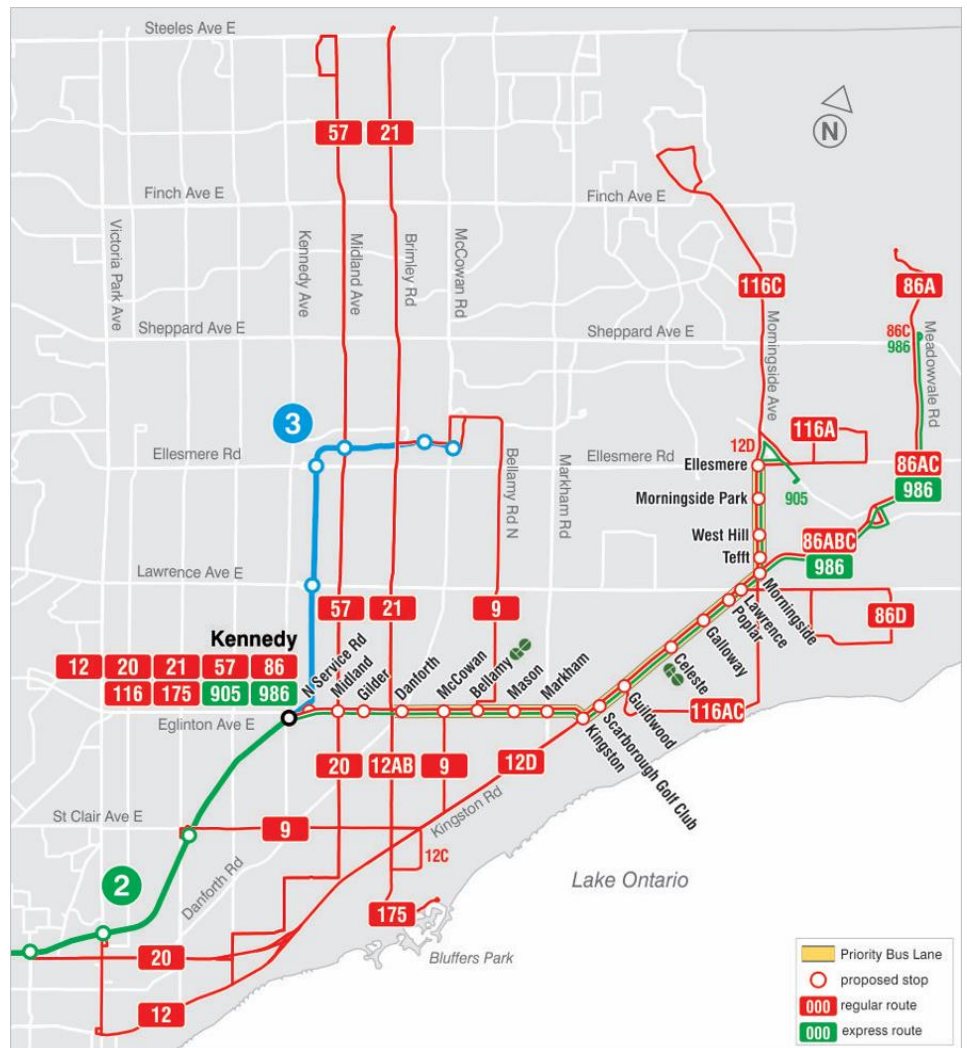 Steeles Ave E
57
21
N
Finch Ave E
Finch Ave E
Victoria Park Ave
Kennedy Ave
Midland Ave
Brimley Rd
McCowan Rd
116C
86A
Morningside Ave
Sheppard Ave E
Sheppard Ave E
86C
986
Meadowvale Rd
3
116A
12D
Ellesmere Rd
Bellamy Rd N
Markham Rd
Ellesmere Rd
Ellesmere
86AC
986
905
Morningside Park
West Hill
86ABC
986
Tefft
Lawrence Ave E
57
21
9
Morningside
Lawrence
Poplar
86D
Kennedy
12 20 21 57 86
116 175 905 986
N Service Rd
Midland
Gilder
Danforth
McCowan
Bellamy
Mason
Markham
Galloway
Celeste
Guildwood
116AC
Eglinton Ave E
Scarborough Golf Club
Kingston
20
12AB
9
12D
St Clair Ave E
9
Kingston Rd
12C
Danforth Rd
2
Lake Ontario
175
20
Bluffers Park
12
Priority Bus Lane
proposed stop
000 regular route
000 express route